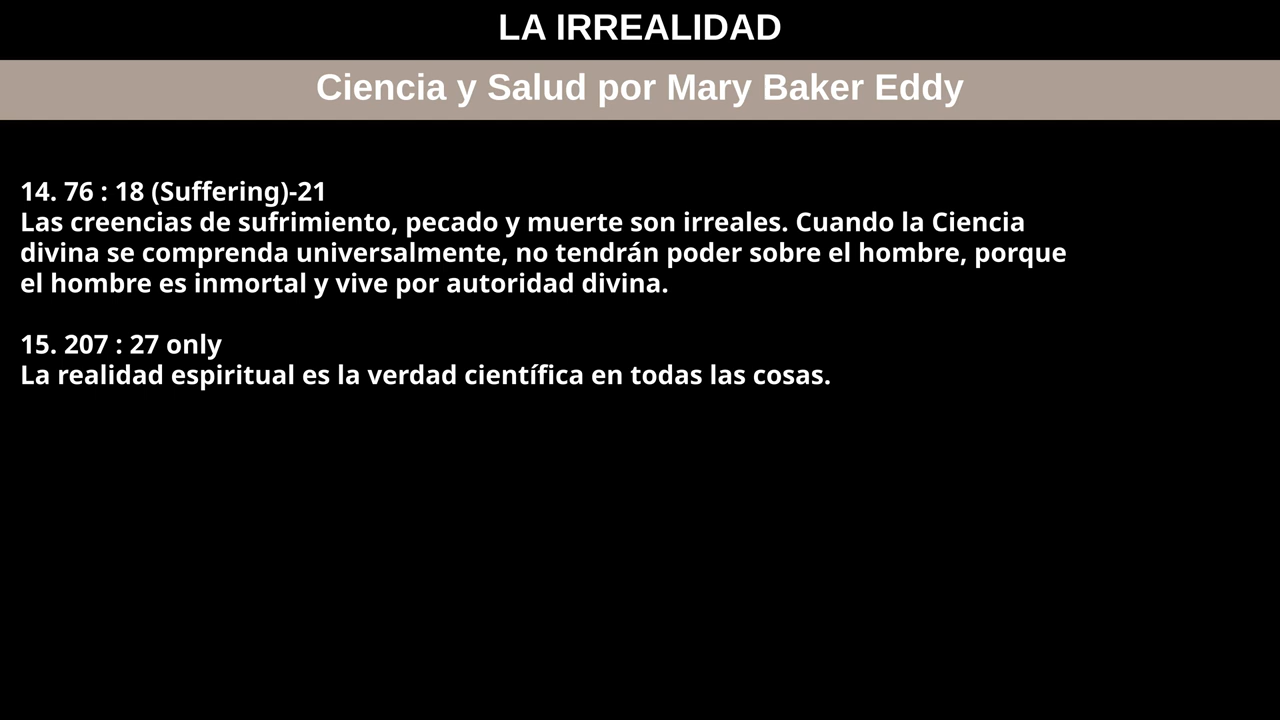 LA IRREALIDAD
Ciencia y Salud por Mary Baker Eddy
14. 76 : 18 (Suffering)-21
Las creencias de sufrimiento, pecado y muerte son irreales. Cuando la Ciencia
divina se comprenda universalmente, no tendrán poder sobre el hombre, porque
el hombre es inmortal y vive por autoridad divina.
15. 207 : 27 only
La realidad espiritual es la verdad científica en todas las cosas.